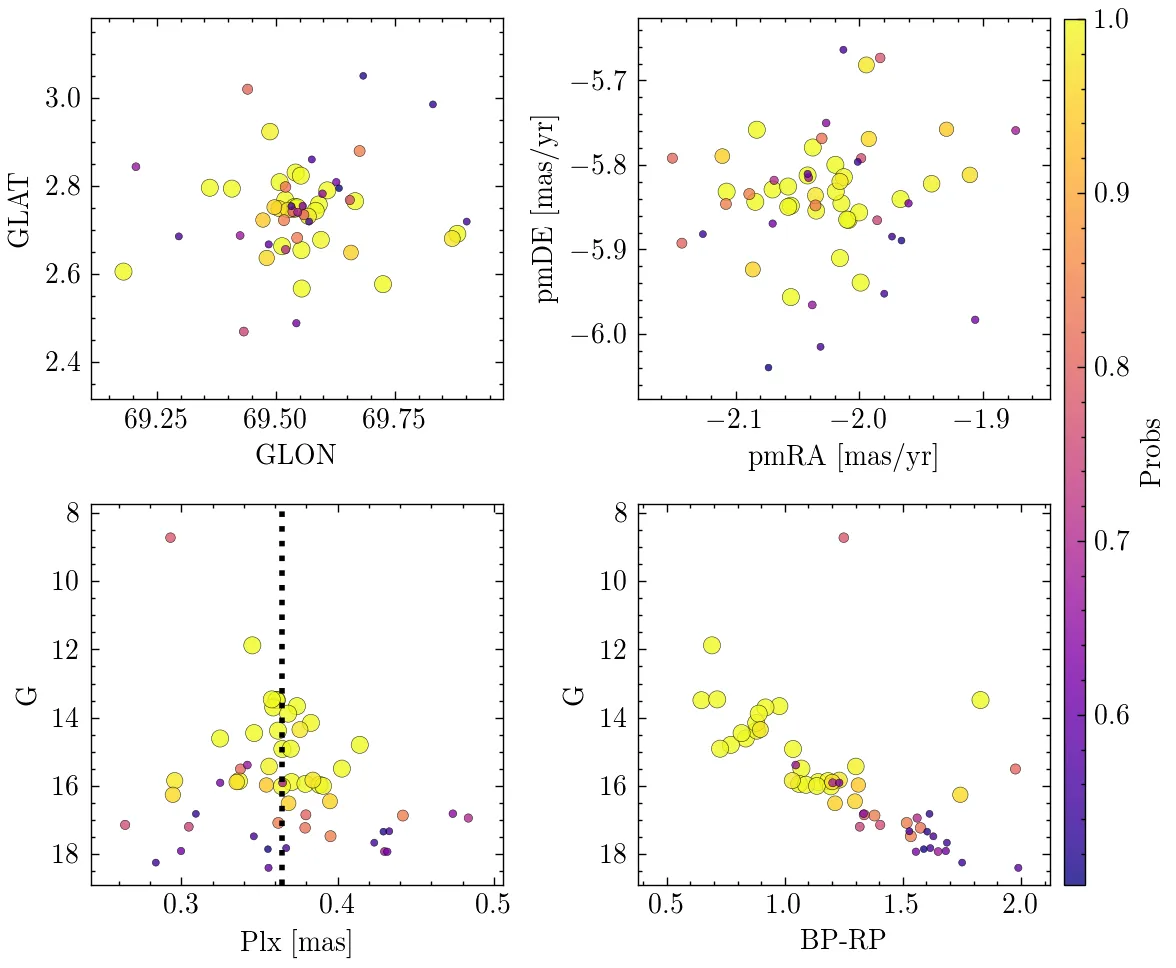 3.0
2.8
2.6
2.4
GLAT
69.25 69.50 69.75
GLON
−5.7
−5.8
−5.9
−6.0
pmDE [mas/yr]
−2.1 −2.0 −1.9
pmRA [mas/yr]
1.0
0.9
0.8
0.7
0.6
Probs
8
10
12
14
16
18
G
0.3 0.4 0.5
Plx [mas]
8
10
12
14
16
18
G
0.5 1.0 1.5 2.0
BP-RP